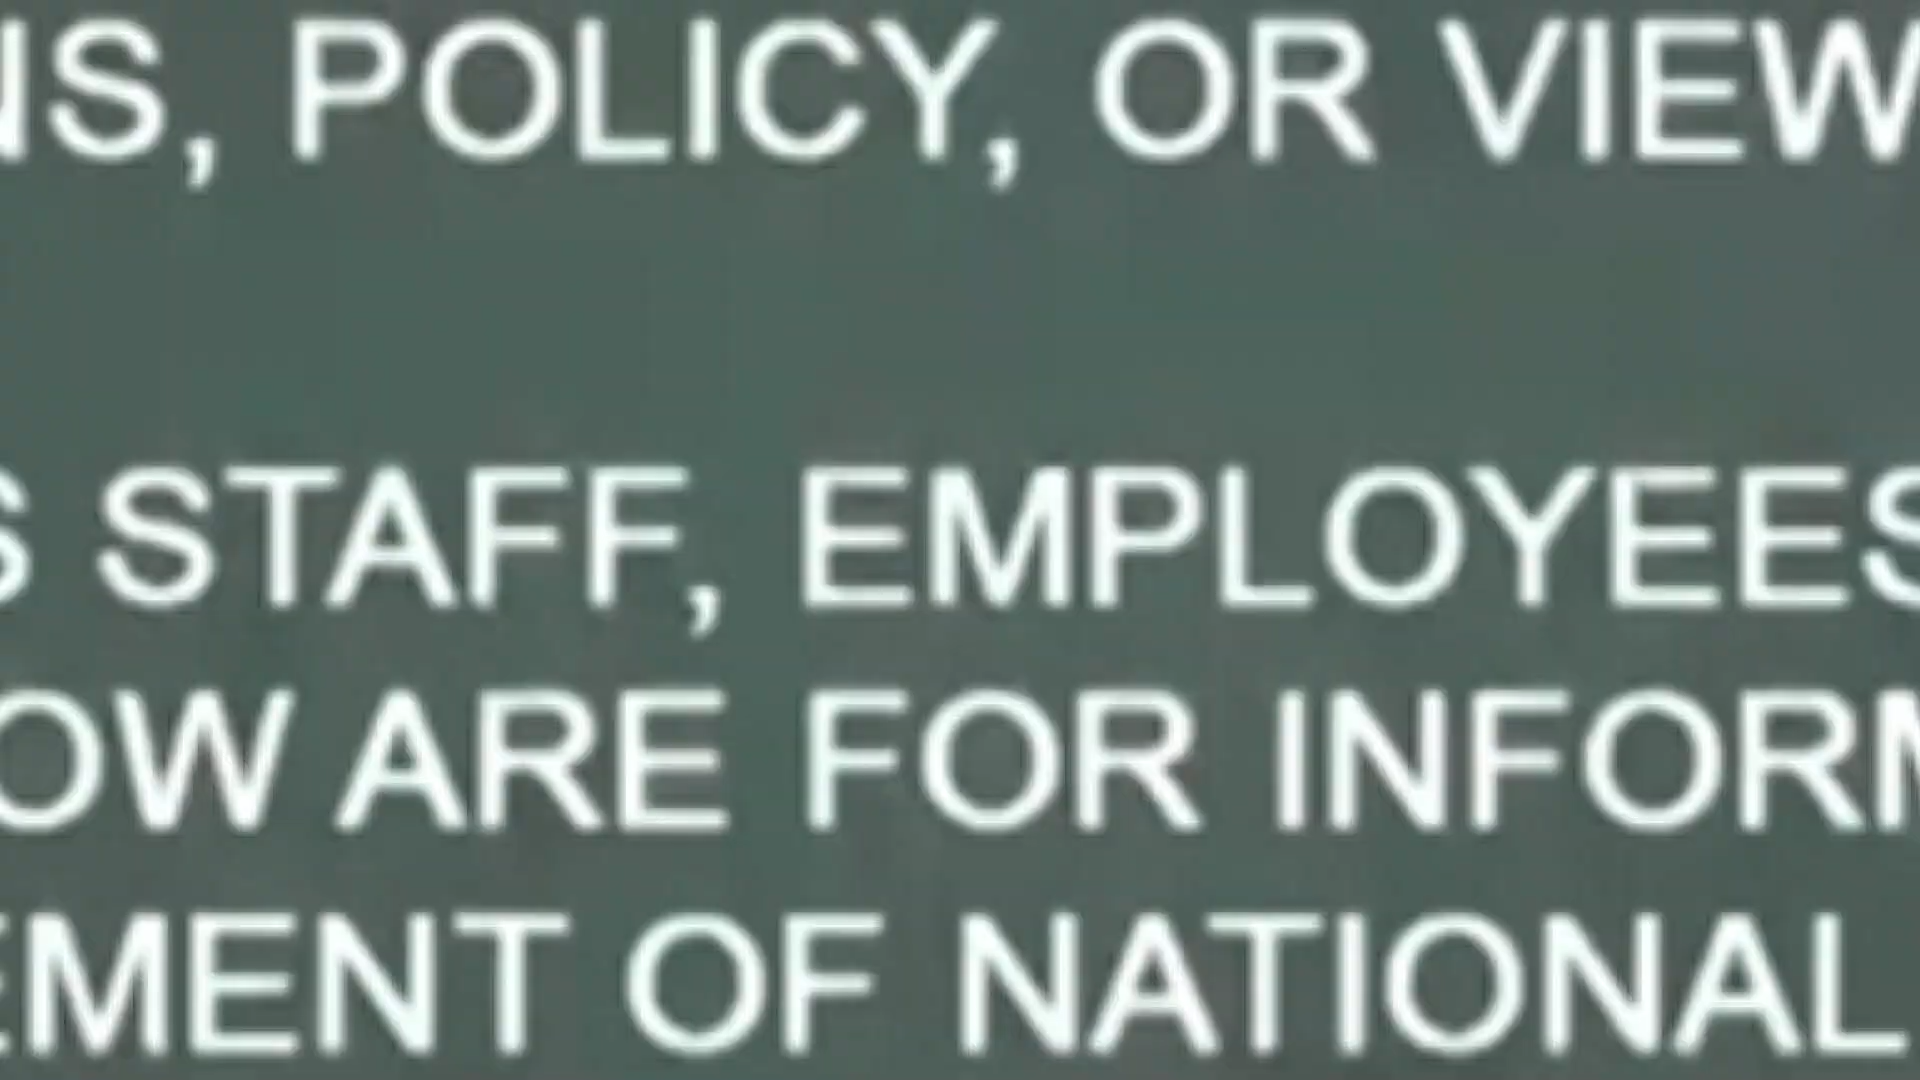 NS, POLICY, OR VIEW
S STAFF, EMPLOYEES
OW ARE FOR INFORM
EMENT OF NATIONAL